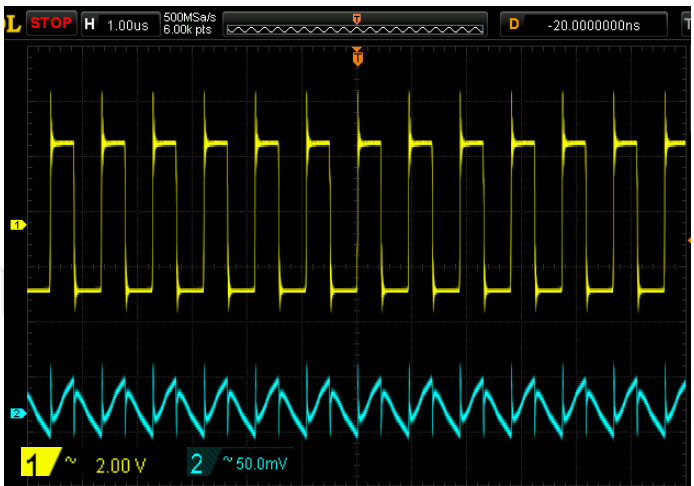 L STOP H 1.00us 500MSa/s 6.00k pts T D -20.0000000ns T
T
1
2
1 ~ 2.00 V 2 ~ 50.0mV